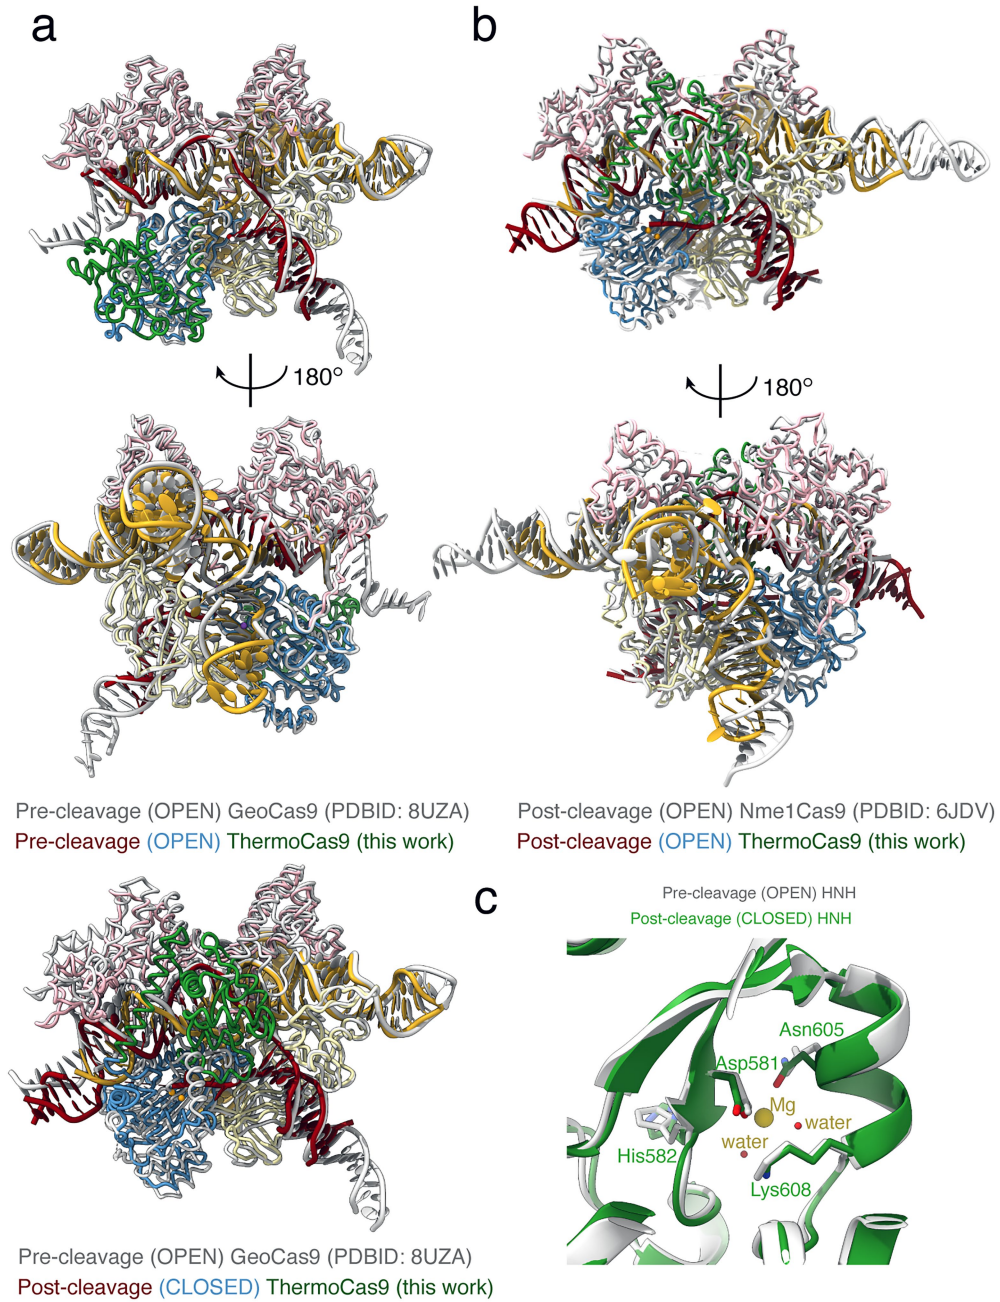 a
b
180°
180°
Pre-cleavage (OPEN) GeoCas9 (PDBID: 8UZA)
Pre-cleavage (OPEN) ThermoCas9 (this work)
Post-cleavage (OPEN) Nme1Cas9 (PDBID: 6JDV)
Post-cleavage (OPEN) ThermoCas9 (this work)
c
Pre-cleavage (OPEN) HNH
Post-cleavage (CLOSED) HNH
Asn605
Asp581
Mg
water
water
His582
Lys608
Pre-cleavage (OPEN) GeoCas9 (PDBID: 8UZA)
Post-cleavage (CLOSED) ThermoCas9 (this work)